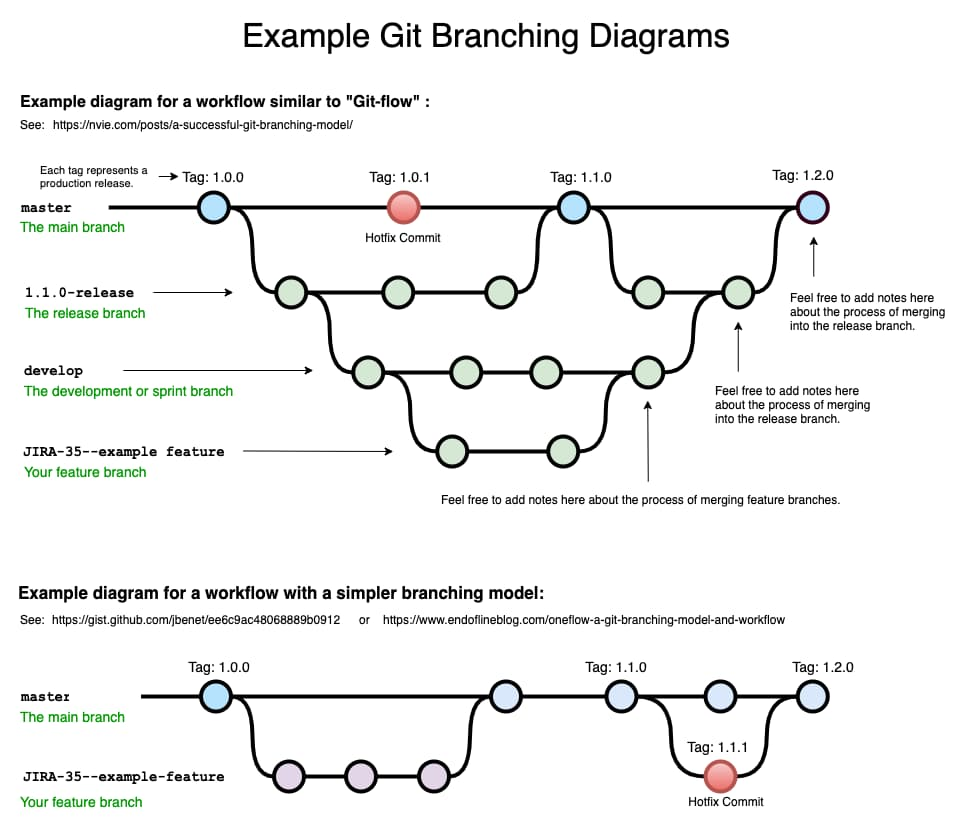 Example Git Branching Diagrams
Example diagram for a workflow similar to "Git-flow" :
See: https://nvie.com/posts/a-successful-git-branching-model/
Each tag represents a
production release.
Tag: 1.0.0
Tag: 1.0.1
Tag: 1.1.0
Tag: 1.2.0
master
The main branch
Hotfix Commit
1.1.0-release
The release branch
Feel free to add notes here
about the process of merging
into the release branch.
develop
The development or sprint branch
Feel free to add notes here
about the process of merging
into the release branch.
JIRA-35--example feature
Your feature branch
Feel free to add notes here about the process of merging feature branches.
Example diagram for a workflow with a simpler branching model:
See: https://gist.github.com/jbenet/ee6c9ac48068889b0912 or https://www.endoflineblog.com/oneflow-a-git-branching-model-and-workflow
Tag: 1.0.0
Tag: 1.1.0
Tag: 1.2.0
master
The main branch
Tag: 1.1.1
JIRA-35--example-feature
Your feature branch
Hotfix Commit